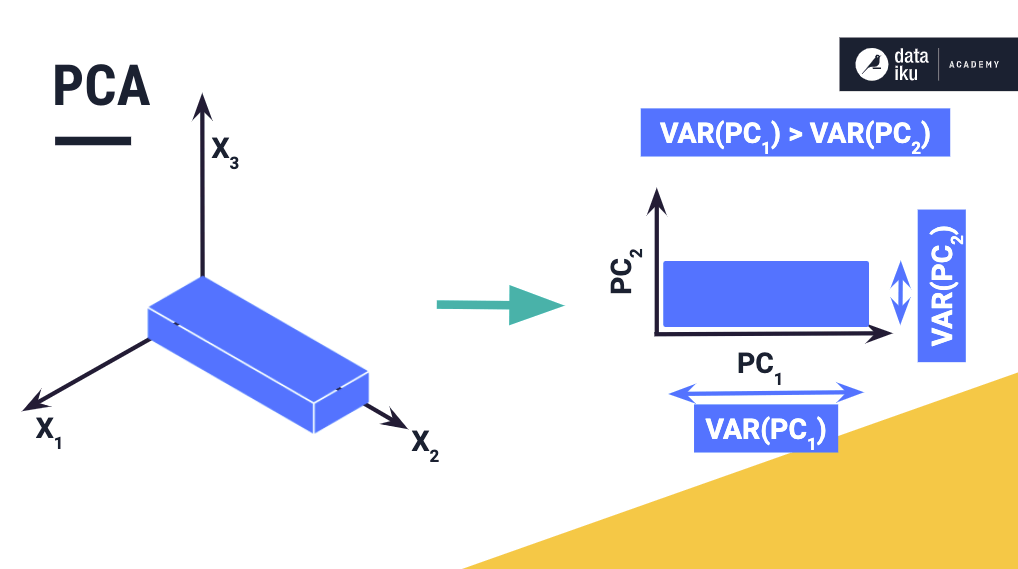 PCA
data
iku
ACADEMY
VAR(PC₁) > VAR(PC₂)
X₃
X₁
X₂
PC₂
VAR(PC₂)
PC₁
VAR(PC₁)